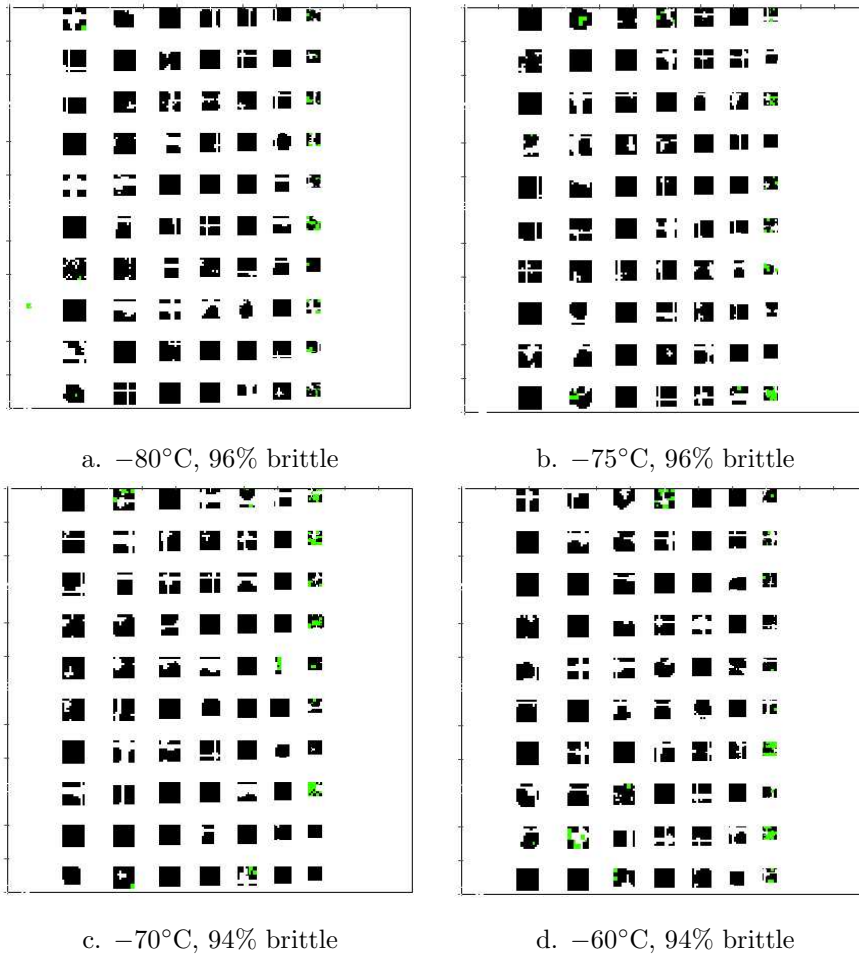 a. −80°C, 96% brittle
b. −75°C, 96% brittle
c. −70°C, 94% brittle
d. −60°C, 94% brittle